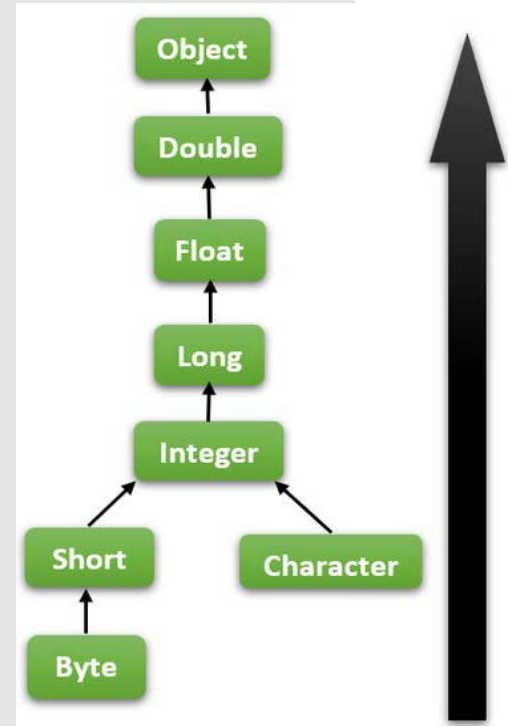 Object
Double
Float
Long
Integer
Short
Character
Byte